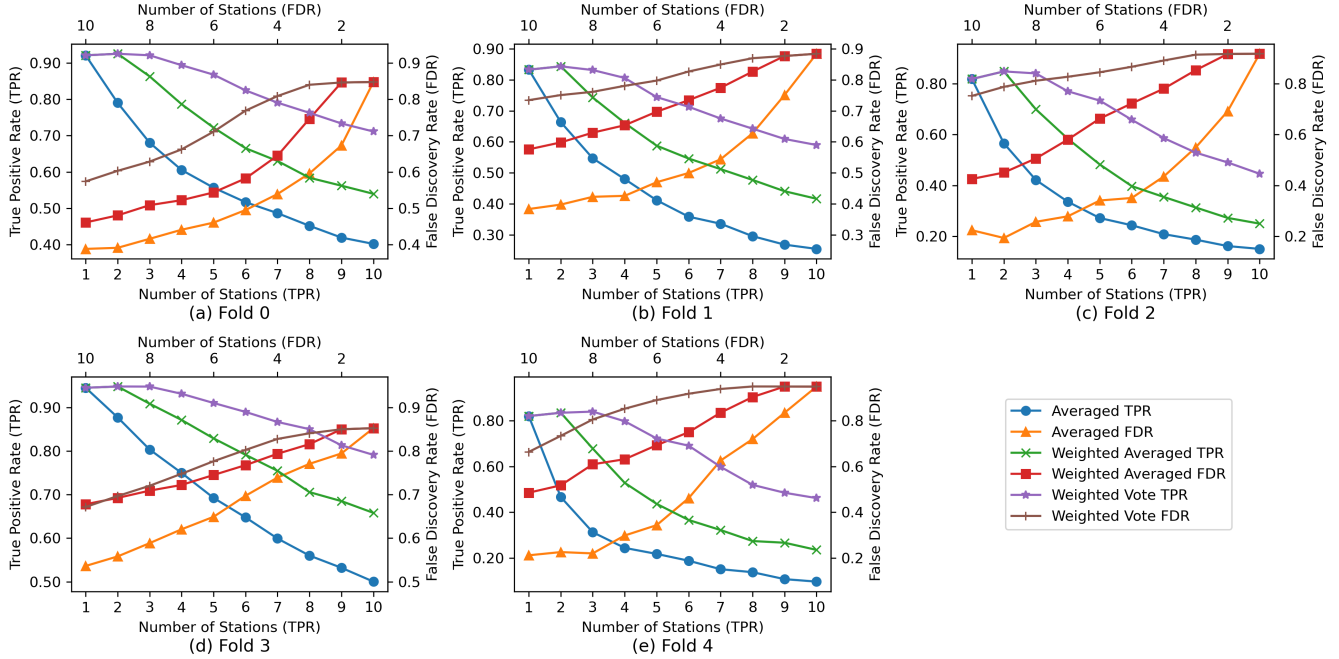 Number of Stations (FDR)
10 8 6 4 2
True Positive Rate (TPR)
0.90
0.80
0.70
0.60
0.50
0.40
0.9
0.8
0.7
0.6
0.5
0.4
False Discovery Rate (FDR)
1 2 3 4 5 6 7 8 9 10
Number of Stations (TPR)
(a) Fold 0
Number of Stations (FDR)
10 8 6 4 2
True Positive Rate (TPR)
0.90
0.80
0.70
0.60
0.50
0.40
0.30
0.9
0.8
0.7
0.6
0.5
0.4
0.3
False Discovery Rate (FDR)
1 2 3 4 5 6 7 8 9 10
Number of Stations (TPR)
(b) Fold 1
Number of Stations (FDR)
10 8 6 4 2
True Positive Rate (TPR)
0.80
0.60
0.40
0.20
0.8
0.6
0.4
0.2
False Discovery Rate (FDR)
1 2 3 4 5 6 7 8 9 10
Number of Stations (TPR)
(c) Fold 2
Number of Stations (FDR)
10 8 6 4 2
True Positive Rate (TPR)
0.90
0.80
0.70
0.60
0.50
0.9
0.8
0.7
0.6
0.5
False Discovery Rate (FDR)
1 2 3 4 5 6 7 8 9 10
Number of Stations (TPR)
(d) Fold 3
Number of Stations (FDR)
10 8 6 4 2
True Positive Rate (TPR)
0.80
0.60
0.40
0.20
0.8
0.6
0.4
0.2
False Discovery Rate (FDR)
1 2 3 4 5 6 7 8 9 10
Number of Stations (TPR)
(e) Fold 4
Averaged TPR
Averaged FDR
Weighted Averaged TPR
Weighted Averaged FDR
Weighted Vote TPR
Weighted Vote FDR